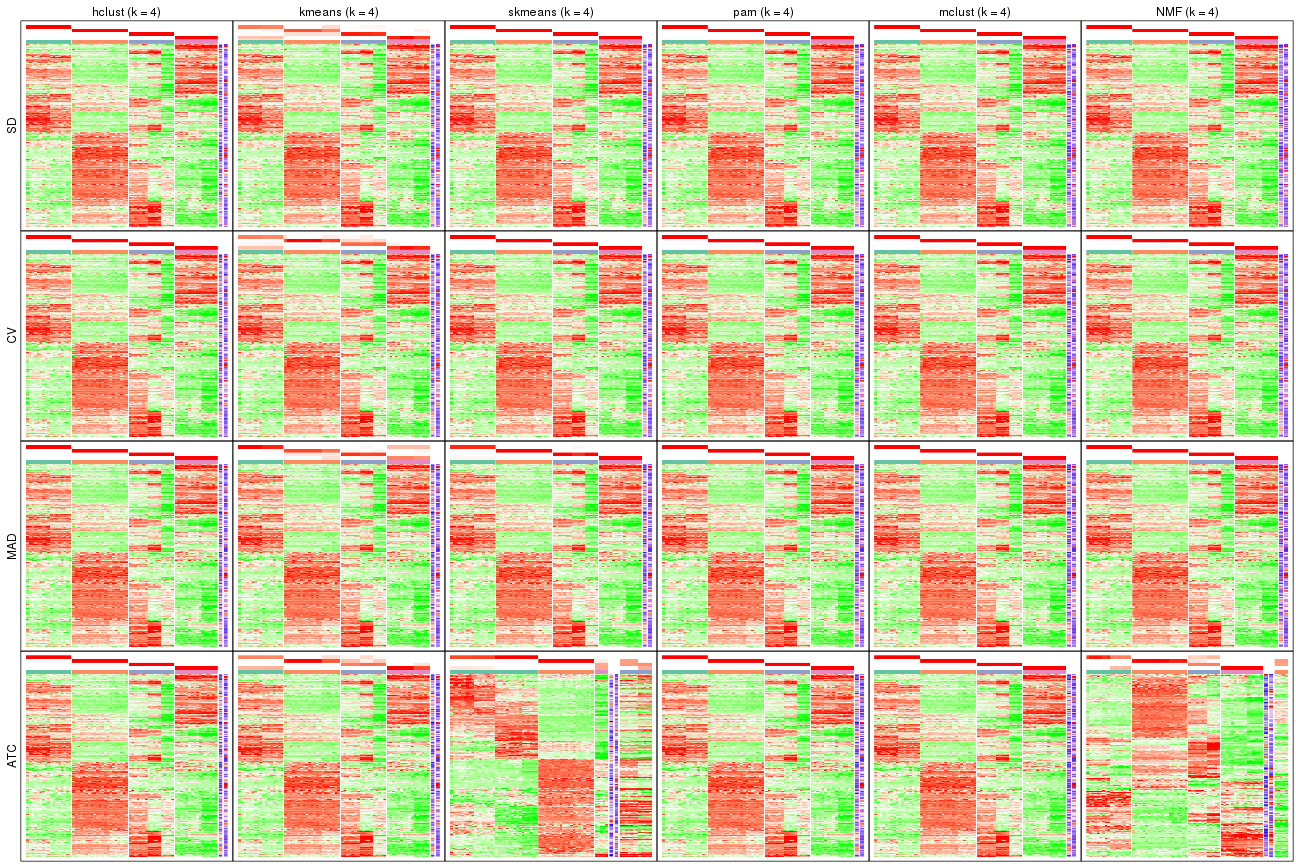 hclust (k = 4) kmeans (k = 4) skmeans (k = 4) pam (k = 4) mclust (k = 4) NMF (k = 4)
SD
CV
MAD
ATC